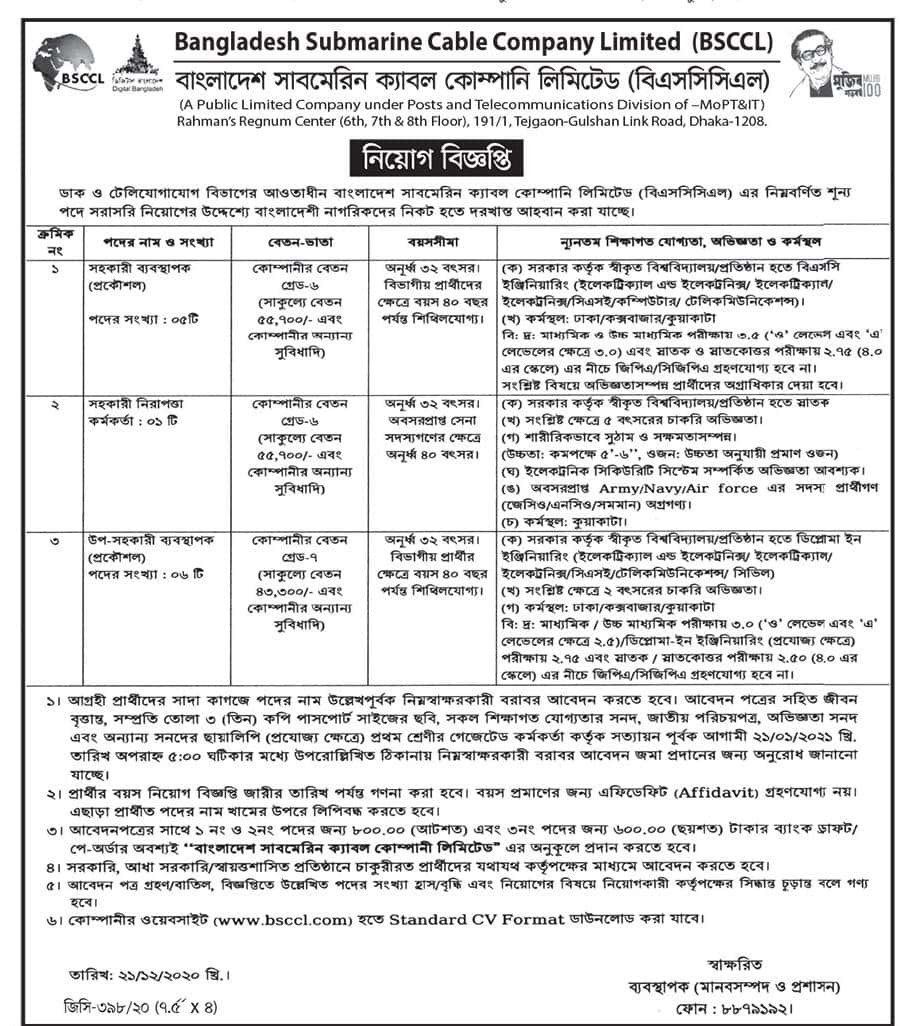 Bangladesh Submarine Cable Company Limited (BSCCL)
BSCCL
Digital Bangladesh
বাংলাদেশ সাবমেরিন ক্যাবল কোম্পানি লিমিটেড (বিএসসিসিএল)
মুজিব
শতবর্ষ
MUJIB
100
(A Public Limited Company under Posts and Telecommunications Division of –MoPT&IT)
Rahman's Regnum Center (6th, 7th & 8th Floor), 191/1, Tejgaon-Gulshan Link Road, Dhaka-1208.
নিয়োগ বিজ্ঞপ্তি
ডাক ও টেলিযোগাযোগ বিভাগের আওতাধীন বাংলাদেশ সাবমেরিন ক্যাবল কোম্পানি লিমিটেড (বিএসসিসিএল) এর নিম্নবর্ণিত শূন্য
পদে সরাসরি নিয়োগের উদ্দেশ্যে বাংলাদেশী নাগরিকদের নিকট হতে দরখাস্ত আহবান করা যাচ্ছে।
ক্রমিক
নং
পদের নাম ও সংখ্যা
বেতন-ভাতা
বয়সসীমা
ন্যূনতম শিক্ষাগত যোগ্যতা, অভিজ্ঞতা ও কর্মস্থল
১
সহকারী ব্যবস্থাপক
(প্রকৌশল)
পদের সংখ্যা : ০৫টি
কোম্পানীর বেতন
গ্রেড-৬
(সাকুল্যে বেতন
৫৫,৭০০/- এবং
কোম্পানীর অন্যান্য
সুবিধাদি)
অনূর্ধ্ব ৩২ বৎসর।
বিভাগীয় প্রার্থীদের
ক্ষেত্রে বয়স ৪০ বছর
পর্যন্ত শিথিলযোগ্য।
(ক) সরকার কর্তৃক স্বীকৃত বিশ্ববিদ্যালয়/প্রতিষ্ঠান হতে বিএসসি
ইঞ্জিনিয়ারিং (ইলেকট্রিক্যাল এন্ড ইলেকট্রনিক্স/ ইলেকট্রিক্যাল/
ইলেকট্রনিক্স/সিএসই/কম্পিউটার/ টেলিকমিউনিকেশন্স)।
(খ) কর্মস্থল: ঢাকা/কক্সবাজার/কুয়াকাটা
বি: দ্র: মাধ্যমিক ও উচ্চ মাধ্যমিক পরীক্ষায় ৩.৫ ('ও' লেভেল এবং 'এ'
লেভেলের ক্ষেত্রে ৩.০) এবং স্নাতক ও স্নাতকোত্তর পরীক্ষায় ২.৭৫ (৪.০
এর স্কেলে) এর নীচে জিপিএ/সিজিপিএ গ্রহণযোগ্য হবে না।
সংশ্লিষ্ট বিষয়ে অভিজ্ঞতাসম্পন্ন প্রার্থীদের অগ্রাধিকার দেয়া হবে।
২
সহকারী নিরাপত্তা
কর্মকর্তা : ০১ টি
কোম্পানীর বেতন
গ্রেড-৬
(সাকুল্যে বেতন
৫৫,৭০০/- এবং
কোম্পানীর অন্যান্য
সুবিধাদি)
অনূর্ধ্ব ৩২ বৎসর।
অবসরপ্রাপ্ত সেনা
সদস্যগণের ক্ষেত্রে
অনূর্ধ্ব ৪০ বৎসর।
(ক) সরকার কর্তৃক স্বীকৃত বিশ্ববিদ্যালয়/প্রতিষ্ঠান হতে স্নাতক
(খ) সংশ্লিষ্ট ক্ষেত্রে ৫ বৎসরের চাকরি অভিজ্ঞতা।
(গ) শারীরিকভাবে সুঠাম ও সক্ষমতাসম্পন্ন।
(উচ্চতা: কমপক্ষে ৫'-৬'', ওজন: উচ্চতা অনুযায়ী প্রমাণ ওজন)
(ঘ) ইলেকট্রনিক সিকিউরিটি সিস্টেম সম্পর্কিত অভিজ্ঞতা আবশ্যক।
(ঙ) অবসরপ্রাপ্ত Army/Navy/Air force এর সদস্য প্রার্থীগণ
(জেসিও/এনসিও/সমমান) অগ্রগণ্য।
(চ) কর্মস্থল: কুয়াকাটা।
৩
উপ-সহকারী ব্যবস্থাপক
(প্রকৌশল)
পদের সংখ্যা : ০৬ টি
কোম্পানীর বেতন
গ্রেড-৭
(সাকুল্যে বেতন
৪৩,৩০০/- এবং
কোম্পানীর অন্যান্য
সুবিধাদি)
অনূর্ধ্ব ৩২ বৎসর।
বিভাগীয় প্রার্থীর
ক্ষেত্রে বয়স ৪০ বছর
পর্যন্ত শিথিলযোগ্য।
(ক) সরকার কর্তৃক স্বীকৃত বিশ্ববিদ্যালয়/প্রতিষ্ঠান হতে ডিপ্লোমা ইন
ইঞ্জিনিয়ারিং (ইলেকট্রিক্যাল এন্ড ইলেকট্রনিক্স/ ইলেকট্রিক্যাল/
ইলেকট্রনিক্স/সিএসই/টেলিকমিউনিকেশন্স/ সিভিল)
(খ) সংশ্লিষ্ট ক্ষেত্রে ২ বৎসরের চাকরি অভিজ্ঞতা।
(গ) কর্মস্থল: ঢাকা/কক্সবাজার/কুয়াকাটা
বি: দ্র: মাধ্যমিক / উচ্চ মাধ্যমিক পরীক্ষায় ৩.০ ('ও' লেভেল এবং 'এ'
লেভেলের ক্ষেত্রে ২.৫)/ডিপ্লোমা-ইন ইঞ্জিনিয়ারিং (প্রযোজ্য ক্ষেত্রে)
পরীক্ষায় ২.৭৫ এবং স্নাতক / স্নাতকোত্তর পরীক্ষায় ২.৫০ (৪.০ এর
স্কেলে) এর নীচে জিপিএ/সিজিপিএ গ্রহণযোগ্য হবে না।
১। আগ্রহী প্রার্থীদের সাদা কাগজে পদের নাম উল্লেখপূর্বক নিম্নস্বাক্ষরকারী বরাবর আবেদন করতে হবে। আবেদন পত্রের সহিত জীবন
বৃত্তান্ত, সম্প্রতি তোলা ৩ (তিন) কপি পাসপোর্ট সাইজের ছবি, সকল শিক্ষাগত যোগ্যতার সনদ, জাতীয় পরিচয়পত্র, অভিজ্ঞতা সনদ
এবং অন্যান্য সনদের ছায়ালিপি (প্রযোজ্য ক্ষেত্রে) প্রথম শ্রেণীর গেজেটেড কর্মকর্তা কর্তৃক সত্যায়ন পূর্বক আগামী ২১/০১/২০২১ খ্রি.
তারিখ অপরাহ্ন ৫:০০ ঘটিকার মধ্যে উপরোল্লিখিত ঠিকানায় নিম্নস্বাক্ষরকারী বরাবর আবেদন জমা প্রদানের জন্য অনুরোধ জানানো
যাচ্ছে।
২। প্রার্থীর বয়স নিয়োগ বিজ্ঞপ্তি জারীর তারিখ পর্যন্ত গণনা করা হবে। বয়স প্রমাণের জন্য এফিডেফিট (Affidavit) গ্রহণযোগ্য নয়।
এছাড়া প্রার্থীত পদের নাম খামের উপরে লিপিবদ্ধ করতে হবে।
৩। আবেদনপত্রের সাথে ১ নং ও ২নং পদের জন্য ৮০০.০০ (আটশত) এবং ৩নং পদের জন্য ৬০০.০০ (ছয়শত) টাকার ব্যাংক ড্রাফট/
পে-অর্ডার অবশ্যই "বাংলাদেশ সাবমেরিন ক্যাবল কোম্পানী লিমিটেড" এর অনুকূলে প্রদান করতে হবে।
৪। সরকারি, আধা সরকারি/স্বায়ত্তশাসিত প্রতিষ্ঠানে চাকুরীরত প্রার্থীদের যথাযথ কর্তৃপক্ষের মাধ্যমে আবেদন করতে হবে।
৫। আবেদন পত্র গ্রহণ/বাতিল, বিজ্ঞপ্তিতে উল্লেখিত পদের সংখ্যা হ্রাস/বৃদ্ধি এবং নিয়োগের বিষয়ে নিয়োগকারী কর্তৃপক্ষের সিদ্ধান্ত চূড়ান্ত বলে গণ্য
হবে।
৬। কোম্পানীর ওয়েবসাইট (www.bsccl.com) হতে Standard CV Format ডাউনলোড করা যাবে।
তারিখ: ২১/১২/২০২০ খ্রি.।
জিসি-৩৯৮/২০ (৭.৫" X ৪)
স্বাক্ষরিত
ব্যবস্থাপক (মানবসম্পদ ও প্রশাসন)
ফোন : ৮৮৭৯১৯২।